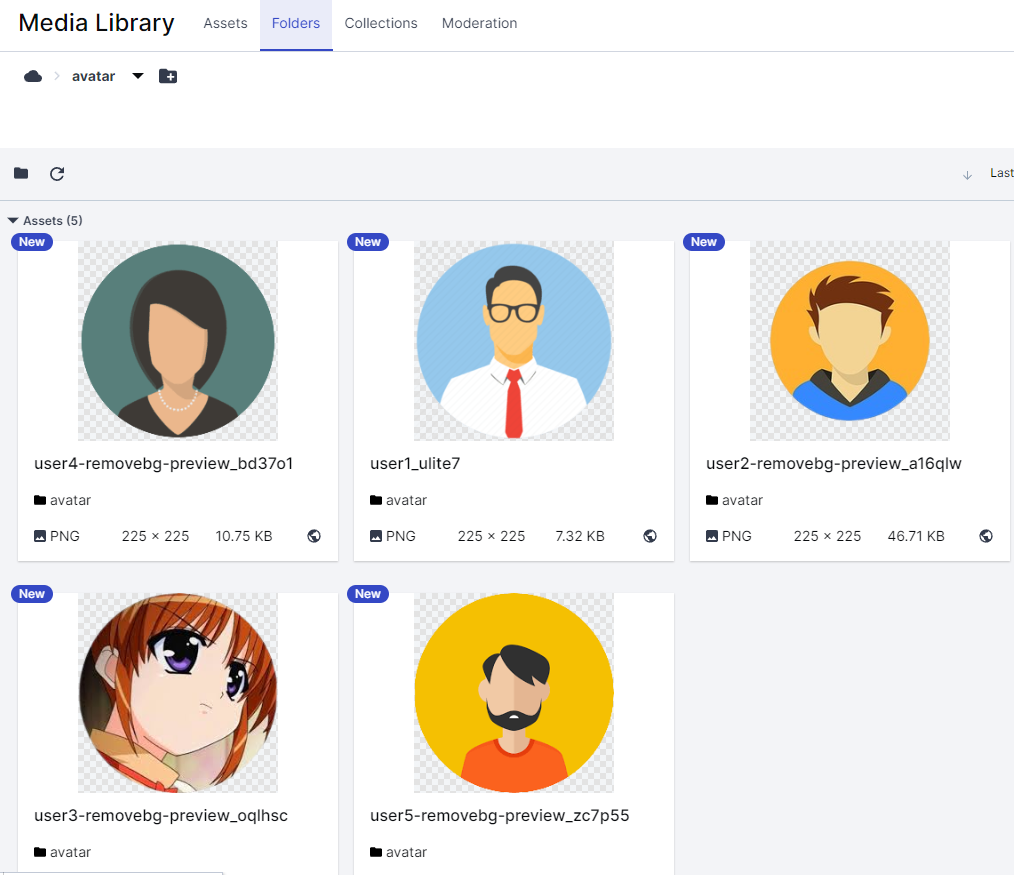 Media Library Assets Folders Collections Moderation
avatar
Last
Assets (5)
New New New
user4-removebg-preview_bd37o1 user1_ulite7 user2-removebg-preview_a16qlw
avatar avatar avatar
PNG 225 × 225 10.75 KB PNG 225 × 225 7.32 KB PNG 225 × 225 46.71 KB
New New
user3-removebg-preview_oqlhsc user5-removebg-preview_zc7p55
avatar avatar